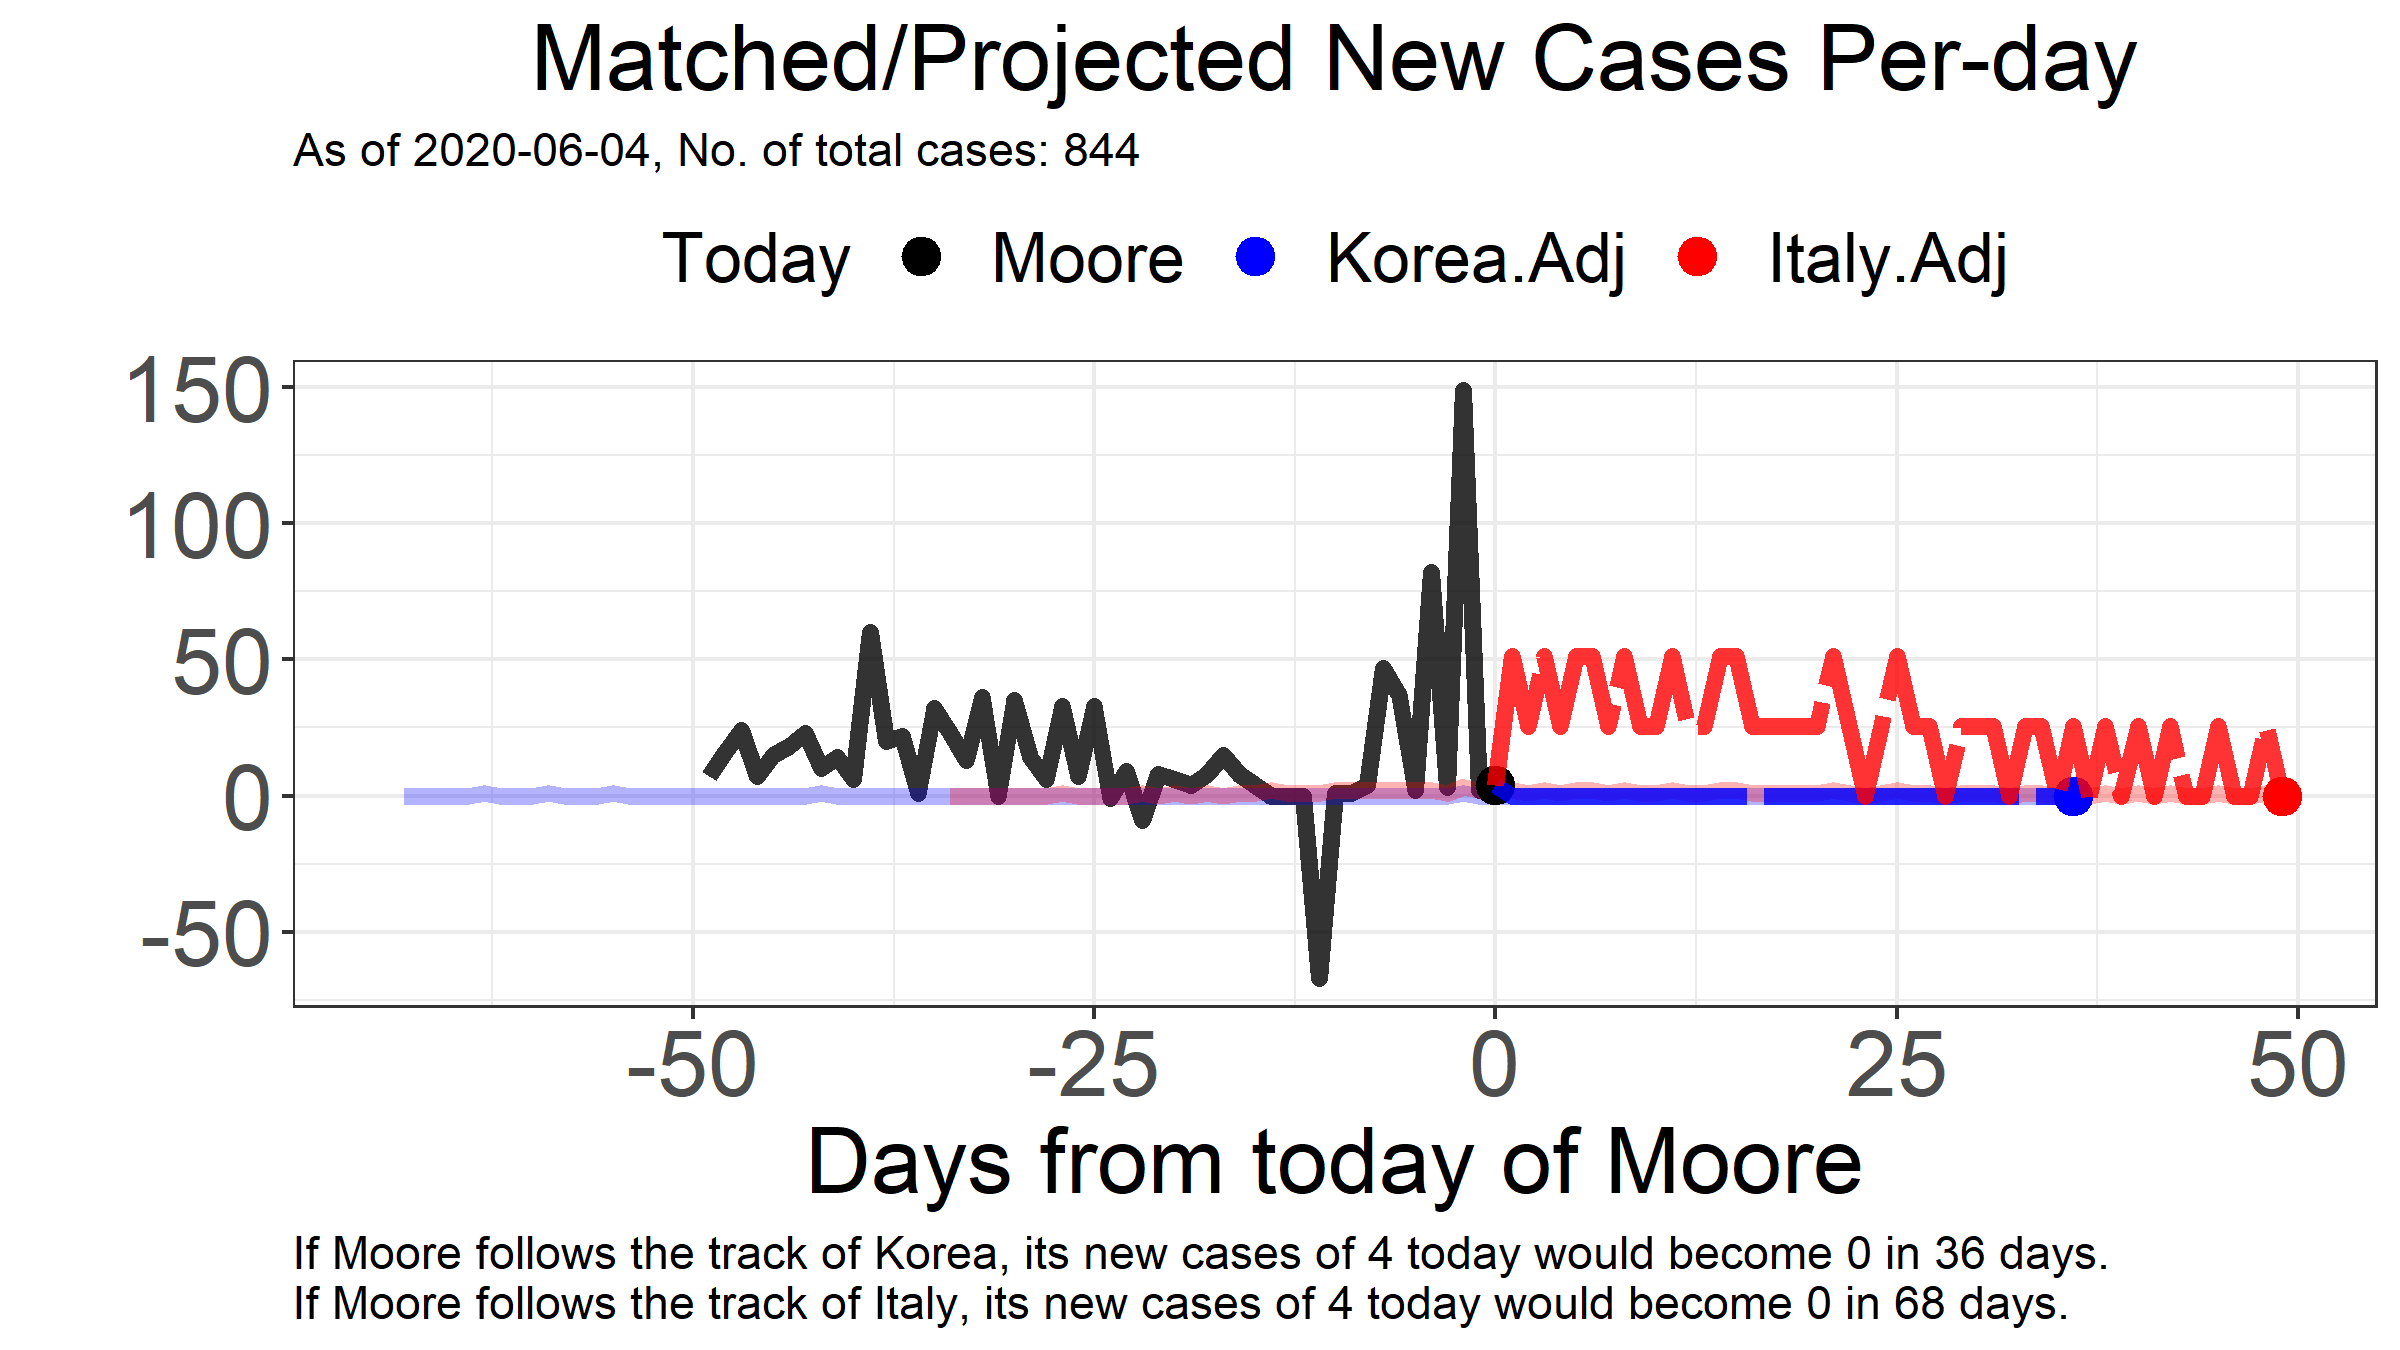 Matched/Projected New Cases Per-day
As of 2020-06-04, No. of total cases: 844
Today Moore Korea.Adj Italy.Adj
150
100
50
0
-50
-50 -25 0 25 50
Days from today of Moore
If Moore follows the track of Korea, its new cases of 4 today would become 0 in 36 days.
If Moore follows the track of Italy, its new cases of 4 today would become 0 in 68 days.